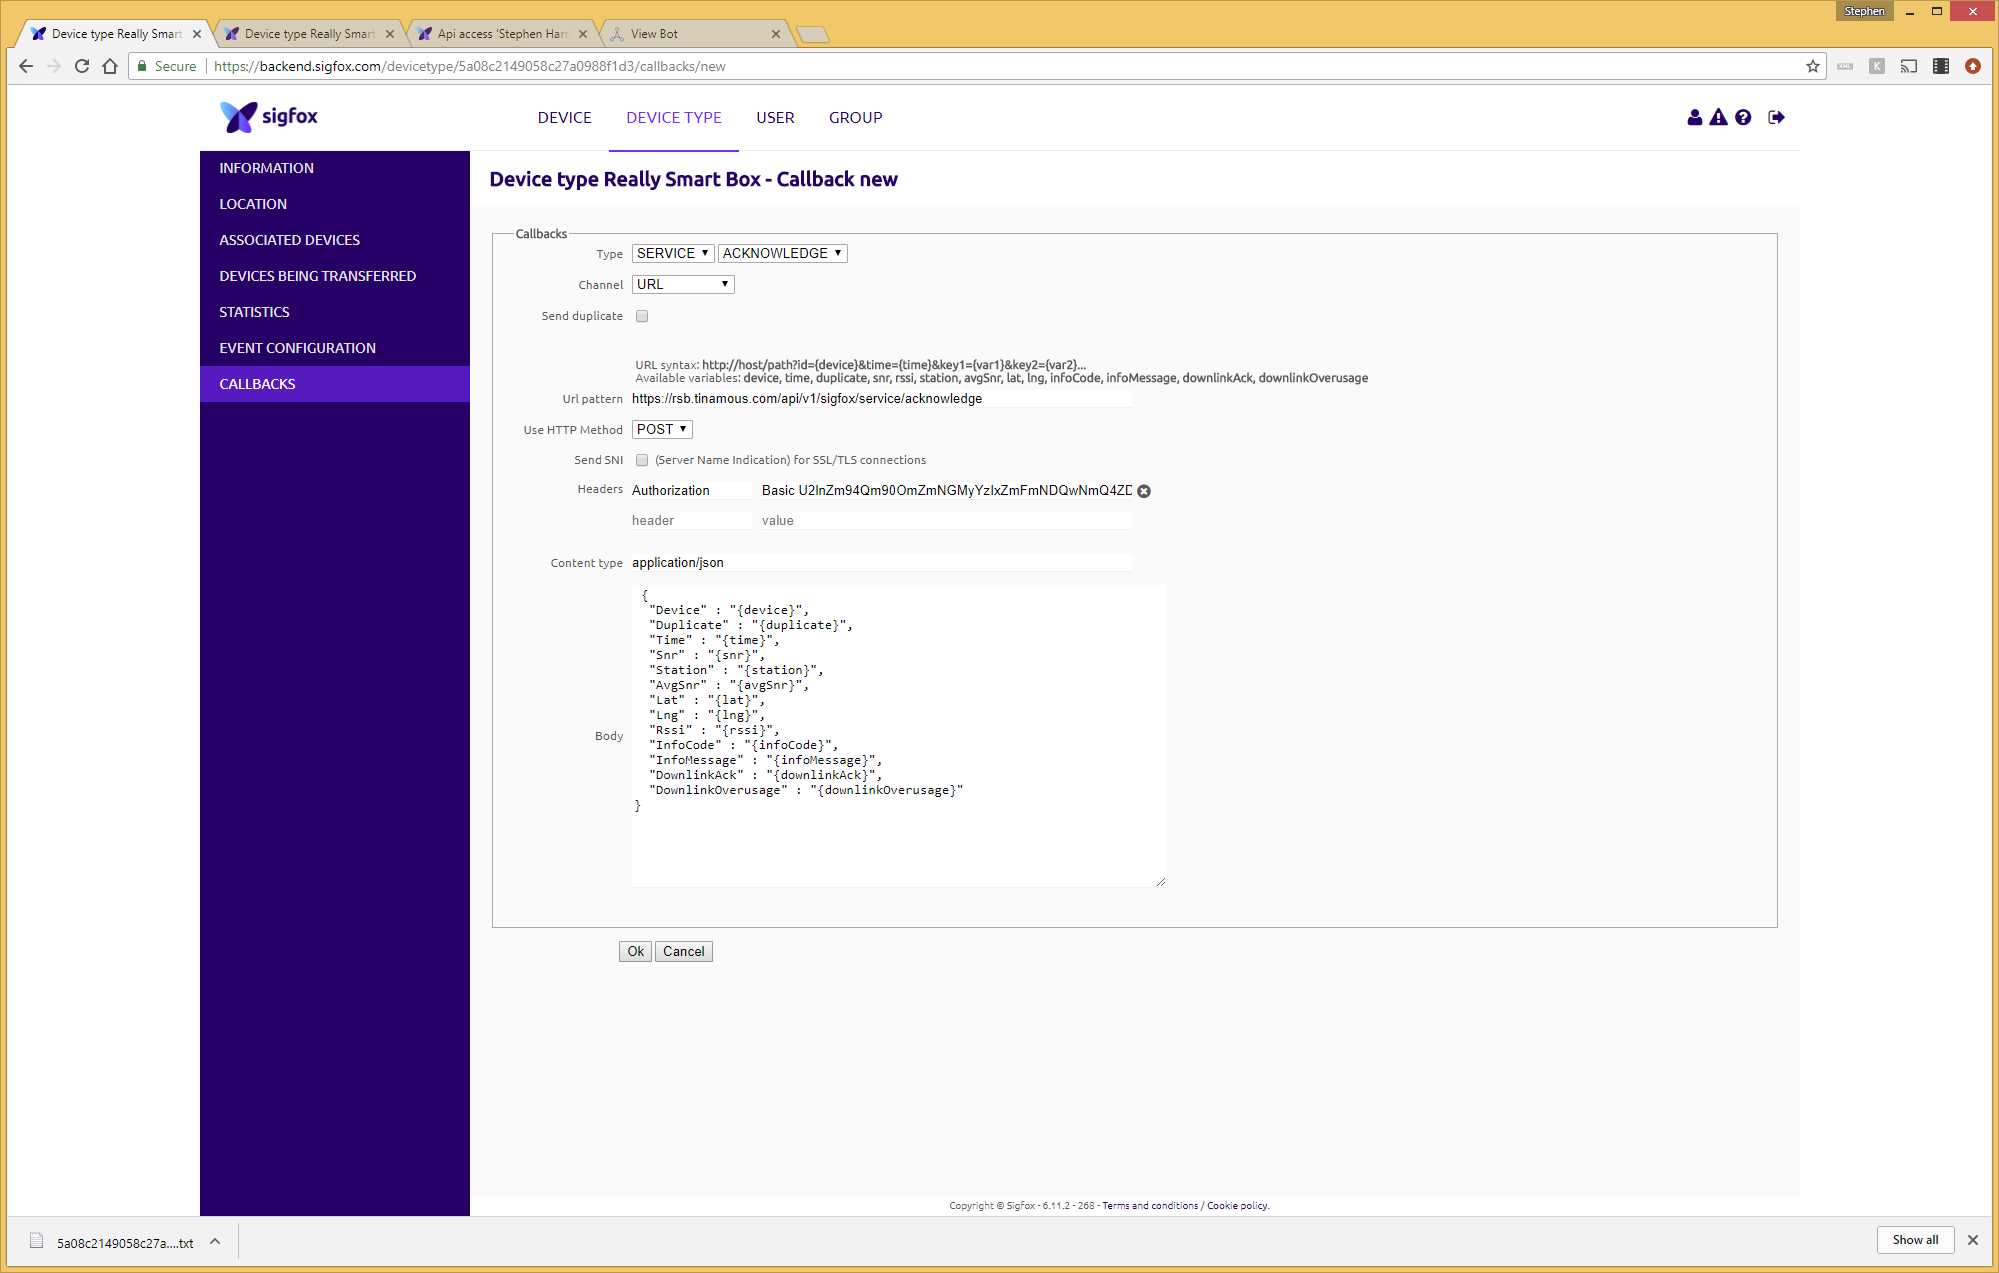 Stephen
Device type Really Smart
Device type Really Smart
Api access 'Stephen Harr
View Bot
Secure
https://backend.sigfox.com/devicetype/5a08c2149058c27a0988f1d3/callbacks/new
K
sigfox
DEVICE
DEVICE TYPE
USER
GROUP
INFORMATION
LOCATION
ASSOCIATED DEVICES
DEVICES BEING TRANSFERRED
STATISTICS
EVENT CONFIGURATION
CALLBACKS
Device type Really Smart Box - Callback new
Callbacks
Type SERVICE ACKNOWLEDGE
Channel URL
Send duplicate
URL syntax: http://host/path?id={device}&time={time}&key1={var1}&key2={var2}...
Available variables: device, time, duplicate, snr, rssi, station, avgSnr, lat, lng, infoCode, infoMessage, downlinkAck, downlinkOverusage
Url pattern https://rsb.tinamous.com/api/v1/sigfox/service/acknowledge
Use HTTP Method POST
Send SNI (Server Name Indication) for SSL/TLS connections
Headers Authorization Basic
header value
Content type application/json
Body
{
"Device" : "{device}",
"Duplicate" : "{duplicate}",
"Time" : "{time}",
"Snr" : "{snr}",
"Station" : "{station}",
"AvgSnr" : "{avgSnr}",
"Lat" : "{lat}",
"Lng" : "{lng}",
"Rssi" : "{rssi}",
"InfoCode" : "{infoCode}",
"InfoMessage" : "{infoMessage}",
"DownlinkAck" : "{downlinkAck}",
"DownlinkOverusage" : "{downlinkOverusage}"
}
Ok Cancel
Copyright © Sigfox - 6.11.2 - 268 - Terms and conditions / Cookie policy.
5a08c2149058c27a....txt
Show all